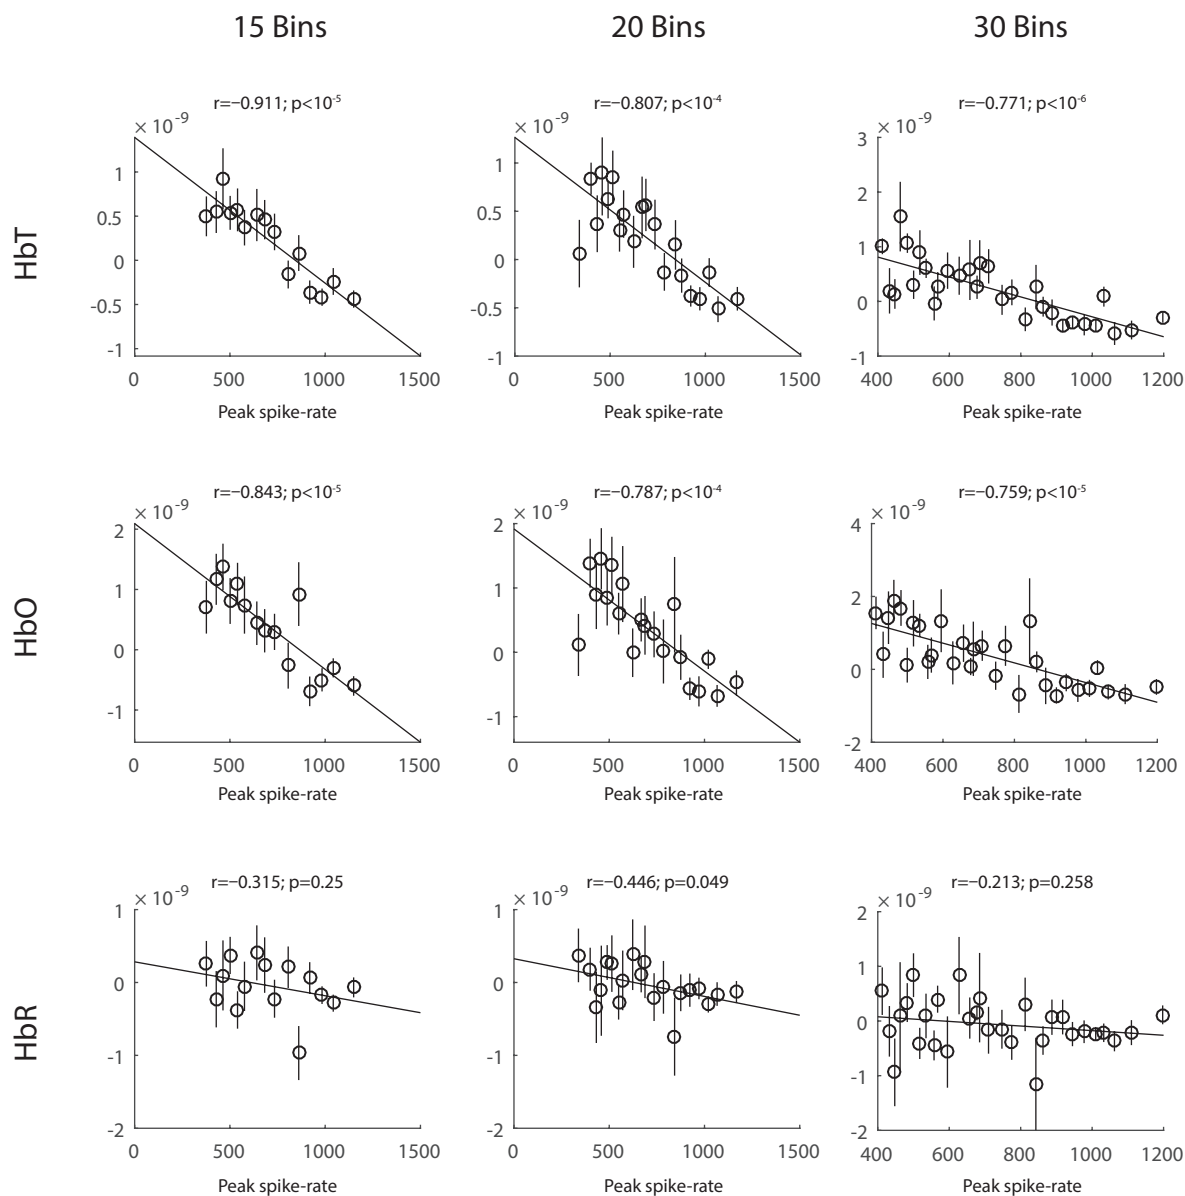 15 Bins 20 Bins 30 Bins
HbT
r=−0.911; p<10-5
× 10-9
1
0.5
0
-0.5
-1
0 500 1000 1500
Peak spike-rate
r=−0.807; p<10-4
× 10-9
1
0.5
0
-0.5
-1
0 500 1000 1500
Peak spike-rate
r=−0.771; p<10-6
× 10-9
3
2
1
0
-1
400 600 800 1000 1200
Peak spike-rate
HbO
r=−0.843; p<10-5
× 10-9
2
1
0
-1
0 500 1000 1500
Peak spike-rate
r=−0.787; p<10-4
× 10-9
2
1
0
-1
0 500 1000 1500
Peak spike-rate
r=−0.759; p<10-5
× 10-9
4
2
0
-2
400 600 800 1000 1200
Peak spike-rate
HbR
r=−0.315; p=0.25
× 10-9
1
0
-1
-2
0 500 1000 1500
Peak spike-rate
r=−0.446; p=0.049
× 10-9
1
0
-1
-2
0 500 1000 1500
Peak spike-rate
r=−0.213; p=0.258
× 10-9
2
1
0
-1
-2
400 600 800 1000 1200
Peak spike-rate